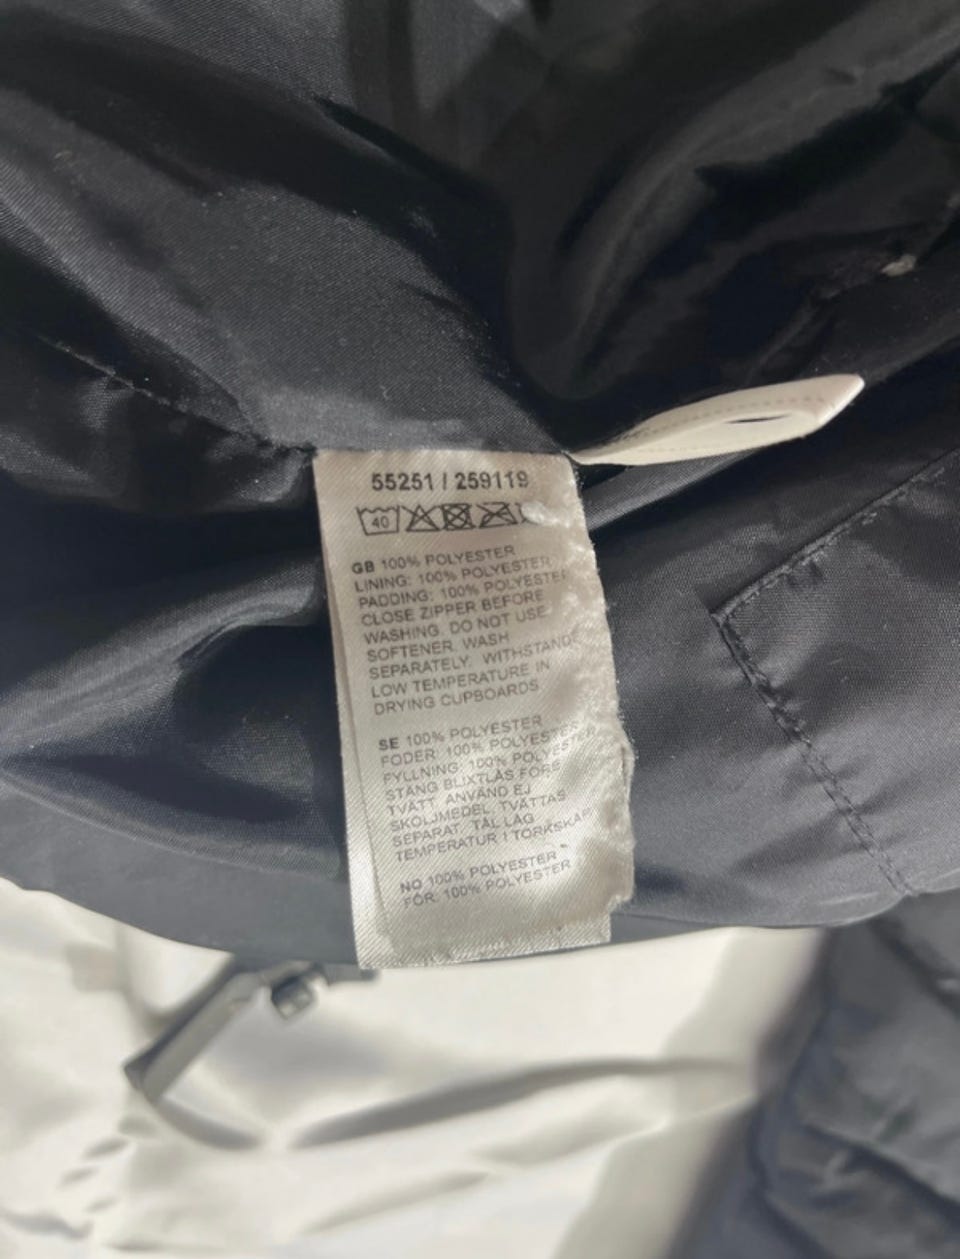 55251 / 259119
40
GB 100% POLYESTER
LINING: 100% POLYESTER
PADDING: 100% POLYESTER
CLOSE ZIPPER BEFORE
WASHING. DO NOT USE
SOFTENER. WASH
SEPARATELY. WITHSTANDS
LOW TEMPERATURE IN
DRYING CUPBOARDS
SE 100% POLYESTER
FODER: 100% POLYESTER
FYLLNING: 100% POLYESTER
STÄNG BLIXTLÅS FÖRE
TVÄTT. ANVÄND EJ
SKÖLJMEDEL. TVÄTTAS
SEPARAT. TÅL LÅG
TEMPERATUR I TORKSKÅP
NO 100% POLYESTER
FÔR: 100% POLYESTER